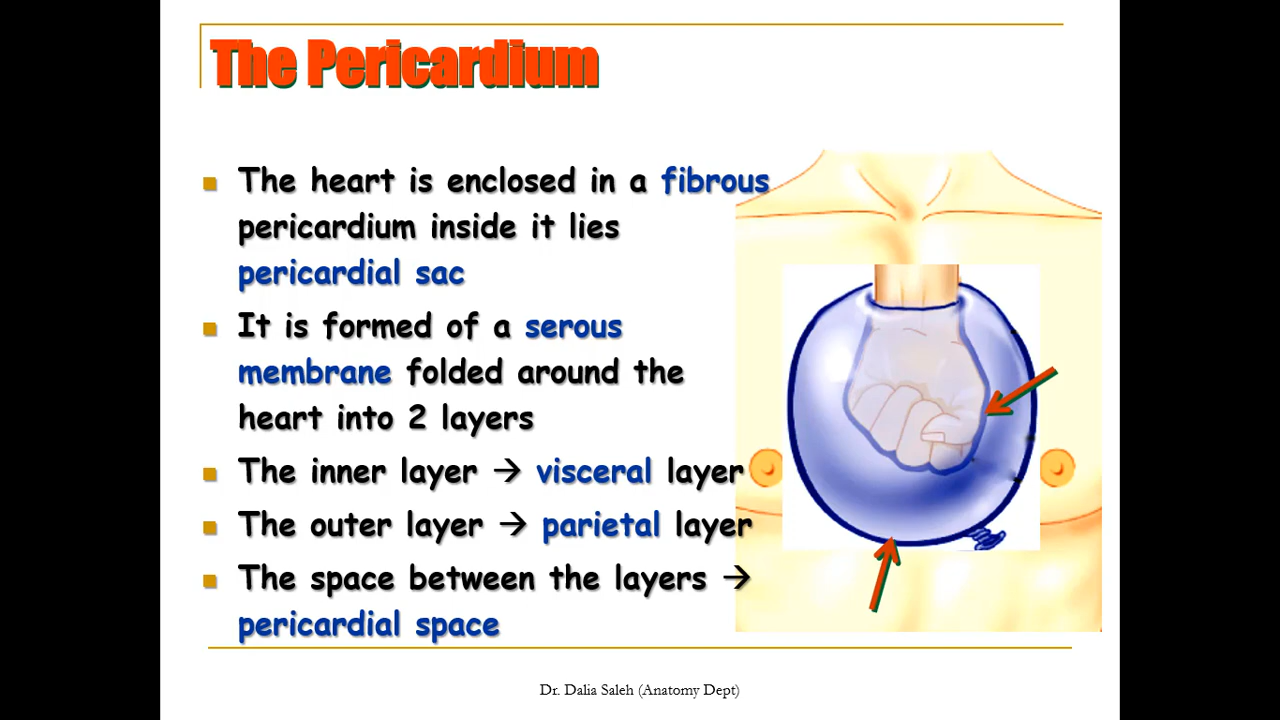 The Pericardium
The heart is enclosed in a fibrous
pericardium inside it lies
pericardial sac
It is formed of a serous
membrane folded around the
heart into 2 layers
The inner layer → visceral layer
The outer layer → parietal layer
The space between the layers →
pericardial space
Dr. Dalia Saleh (Anatomy Dept)